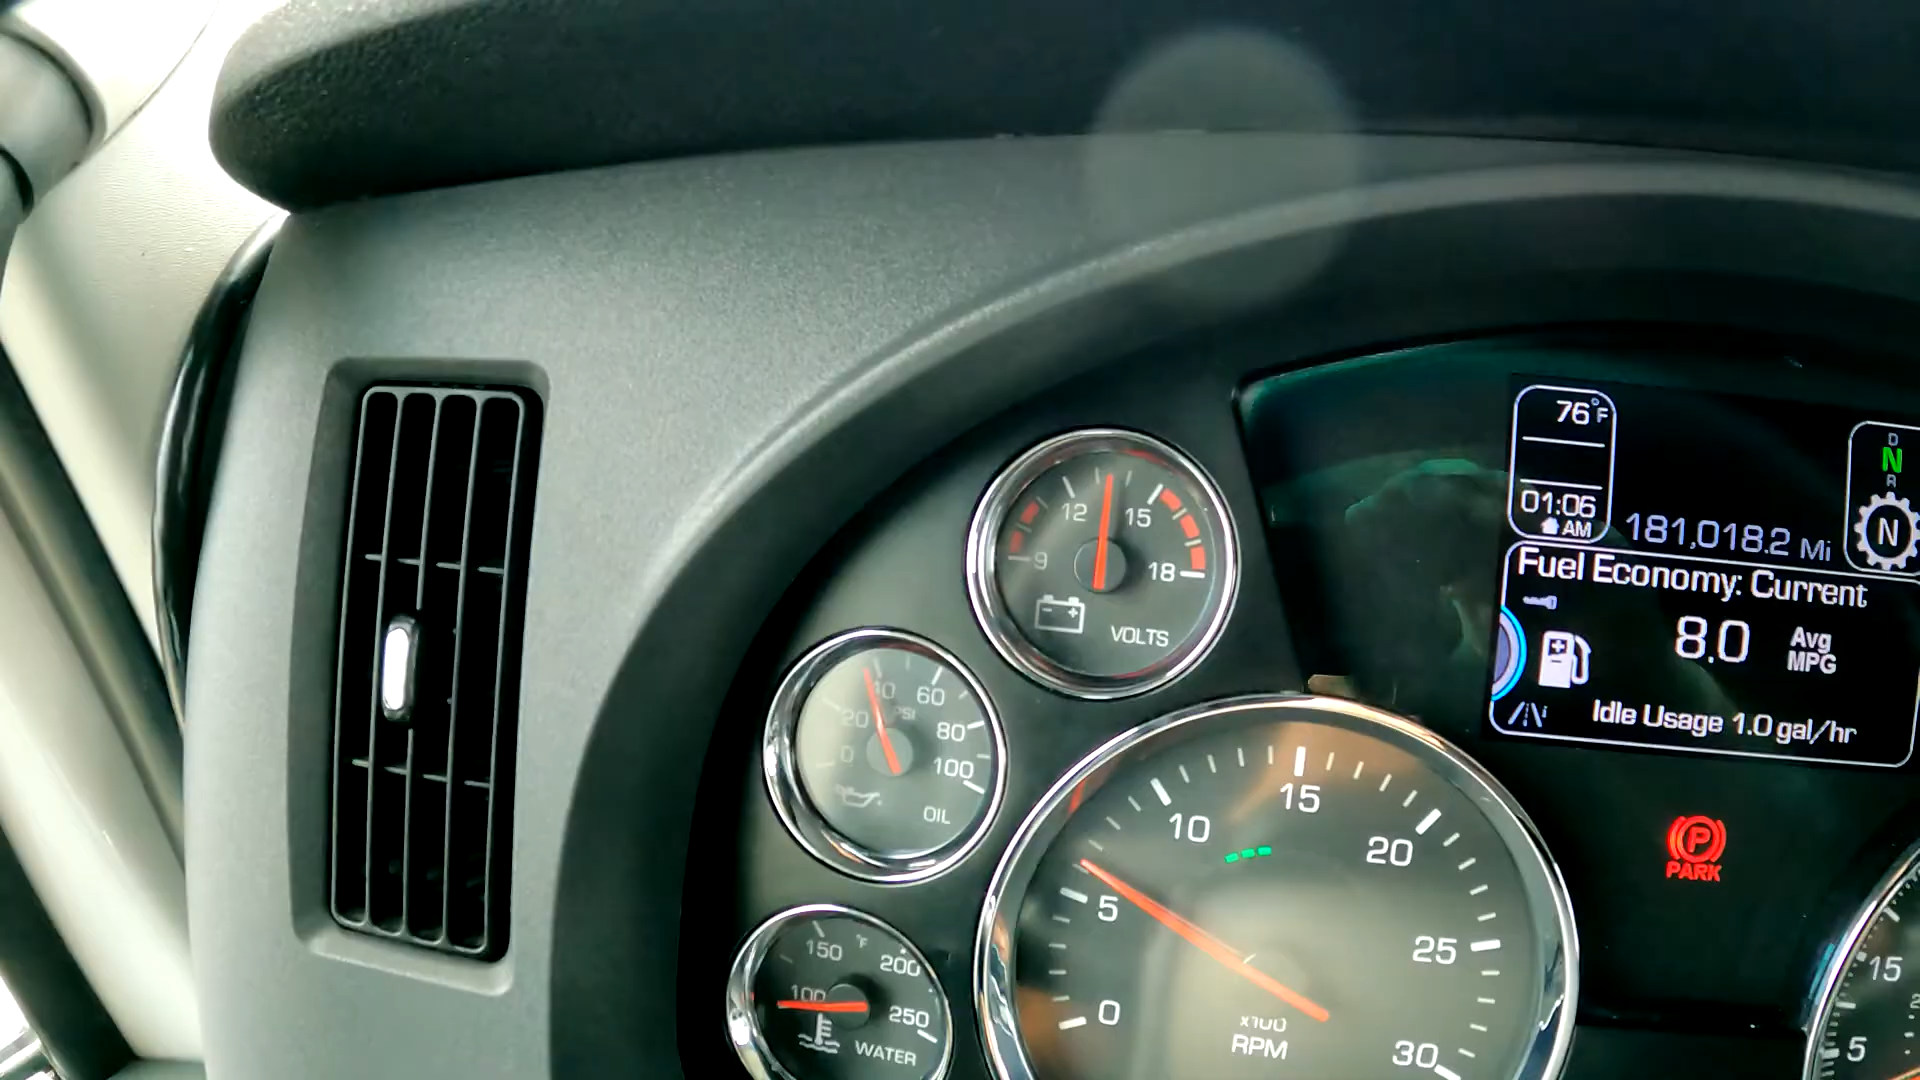 76°F
01:06
AM
181,018.2 Mi
D
N
R
N
Fuel Economy: Current
8.0
Avg
MPG
Idle Usage 1.0 gal/hr
PARK
9
12
15
18
VOLTS
0
20
60
80
100
PSI
OIL
100
150
200
250
°F
WATER
0
5
10
15
20
25
30
x100
RPM
5
15